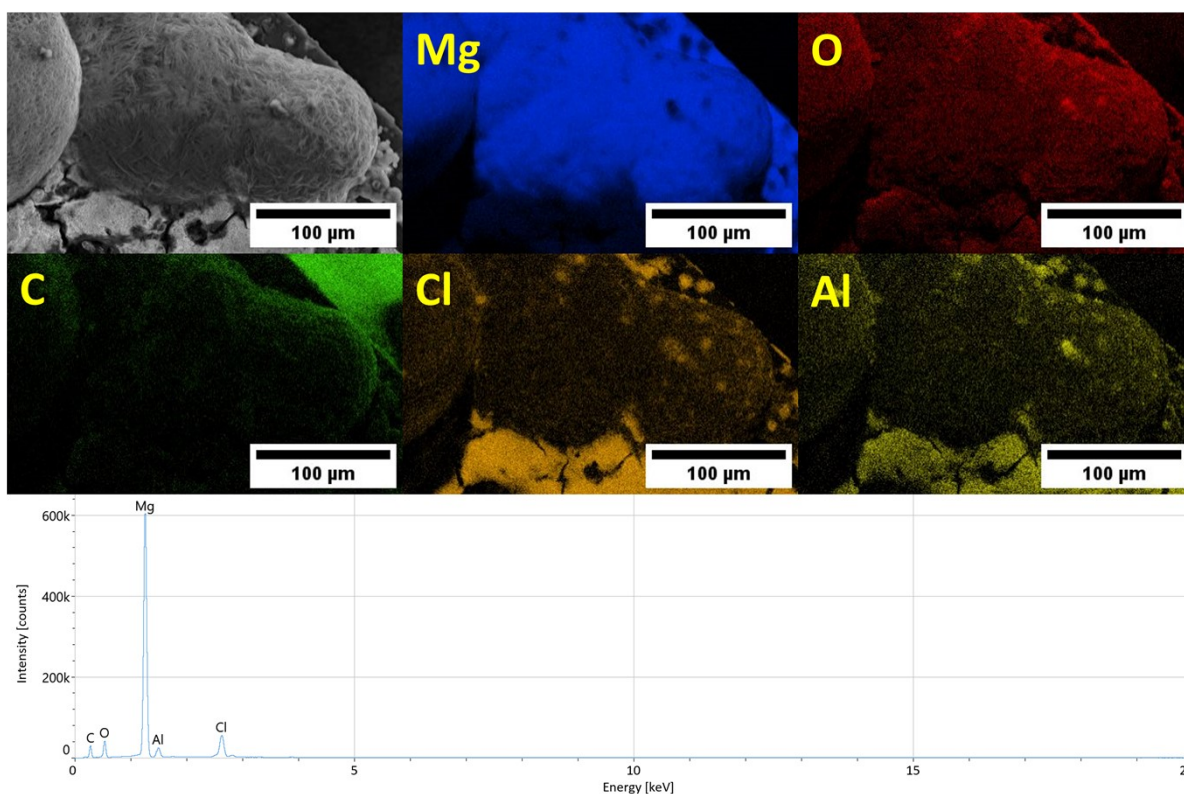 Mg
O
100 µm
100 µm
100 µm
C
Cl
Al
100 µm
100 µm
100 µm
600k
400k
200k
0
Intensity [counts]
Mg
C
O
Al
Cl
0
5
10
15
Energy [keV]